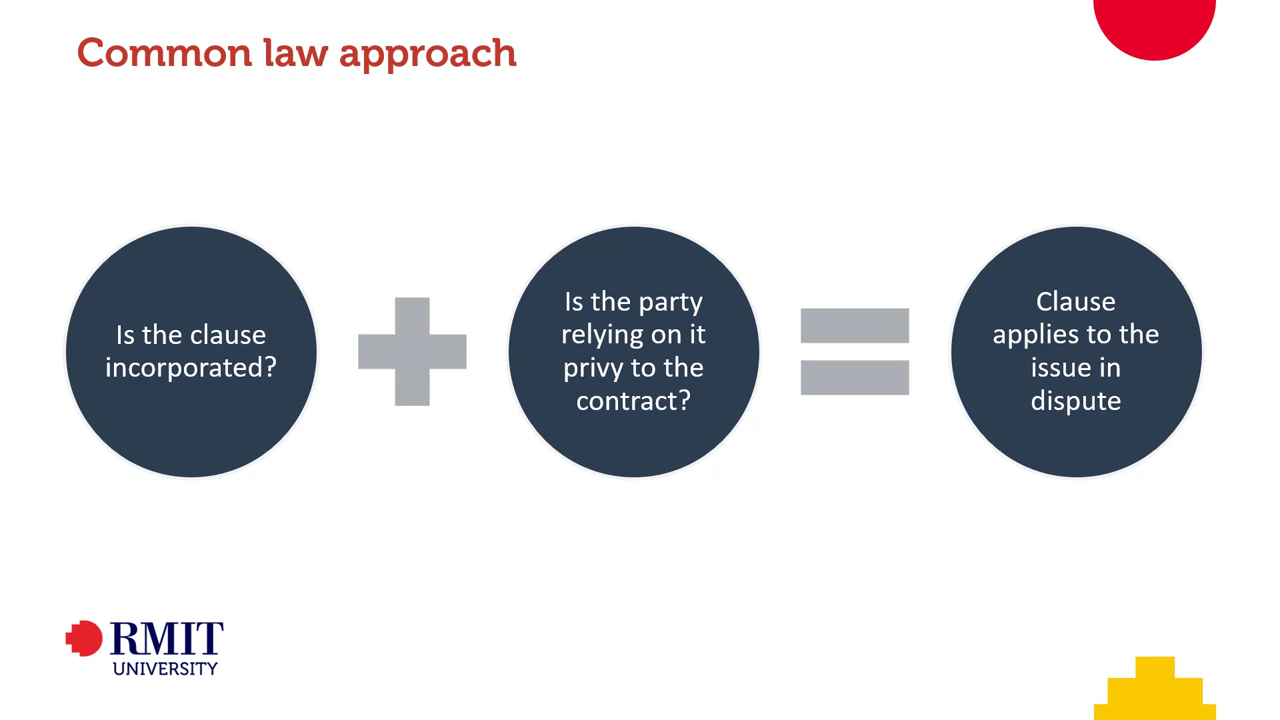 Common law approach
Is the clause
incorporated?
Is the party
relying on it
privy to the
contract?
Clause
applies to the
issue in
dispute
RMIT
UNIVERSITY